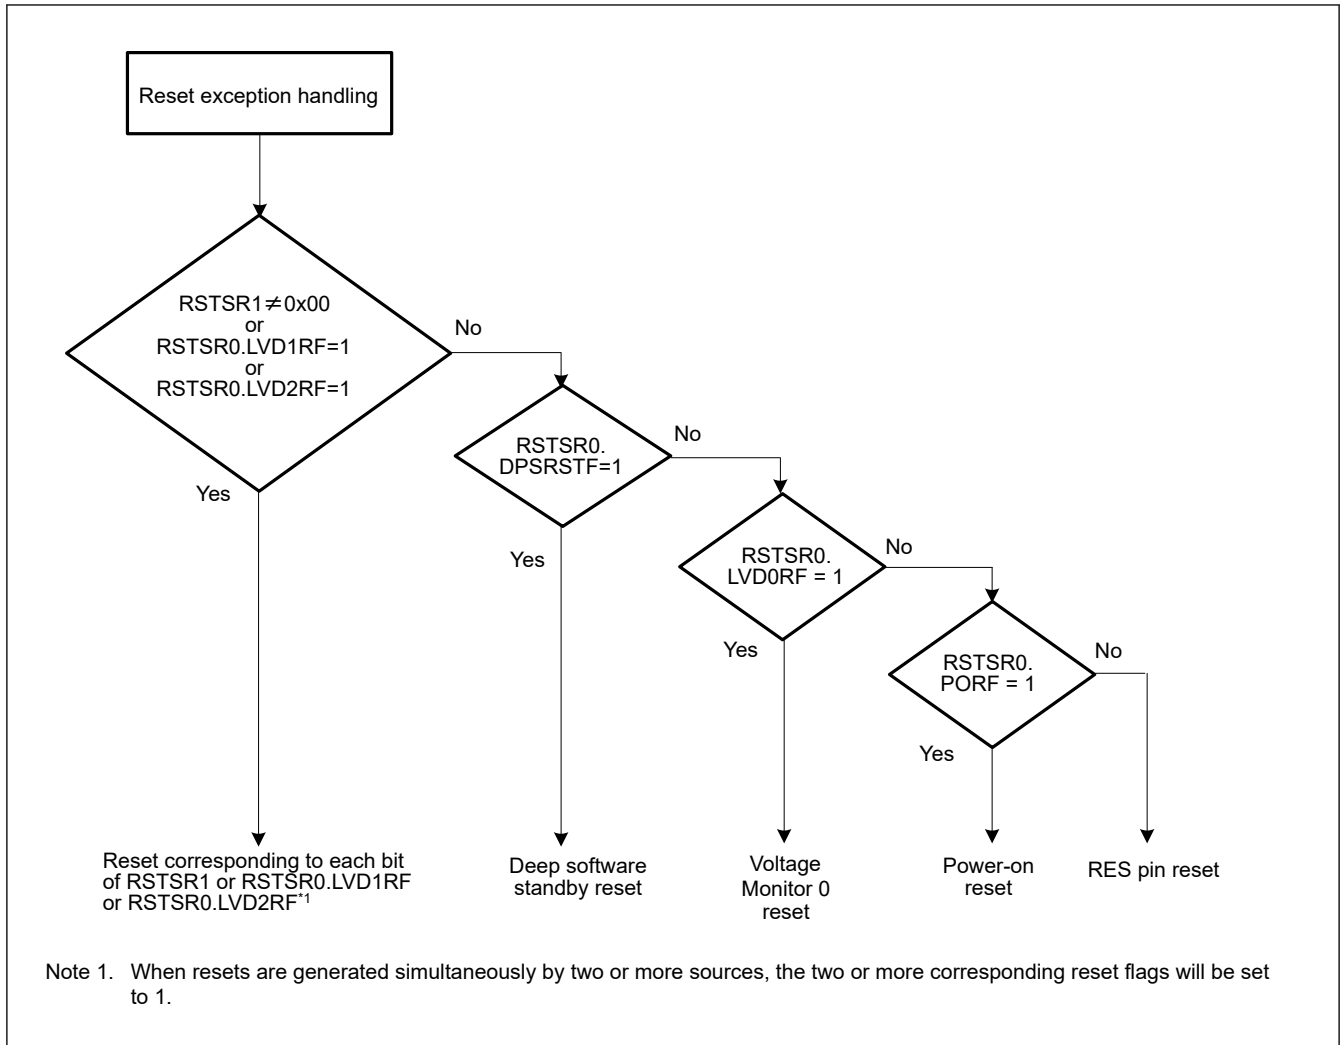 Reset exception handling
RSTSR1≠0x00
or
RSTSR0.LVD1RF=1
or
RSTSR0.LVD2RF=1
No
Yes
RSTSR0.
DPSRSTF=1
No
Yes
RSTSR0.
LVD0RF = 1
No
Yes
RSTSR0.
PORF = 1
No
Yes
Reset corresponding to each bit
of RSTSR1 or RSTSR0.LVD1RF
or RSTSR0.LVD2RF*1
Deep software
standby reset
Voltage
Monitor 0
reset
Power-on
reset
RES pin reset
Note 1. When resets are generated simultaneously by two or more sources, the two or more corresponding reset flags will be set
to 1.